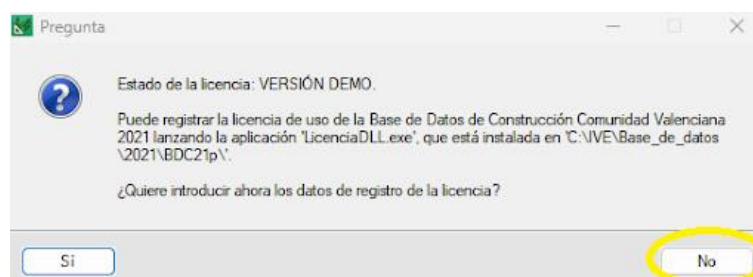 Pregunta
Estado de la licencia: VERSIÓN DEMO.
Puede registrar la licencia de uso de la Base de Datos de Construcción Comunidad Valenciana
2021 lanzando la aplicación 'LicenciaDLL.exe', que está instalada en 'C:\IVE\Base_de_datos
\2021\BDC21p\'.
¿Quiere introducir ahora los datos de registro de la licencia?
Sí
No